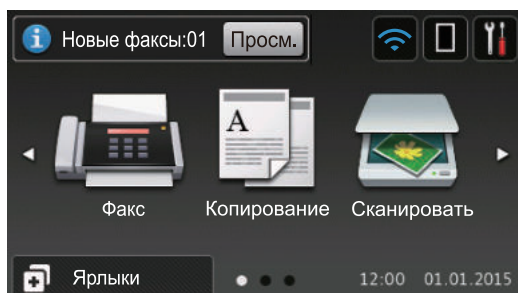 Новые факсы:01 Просм.
A
Факс Копирование Сканировать
Ярлыки 12:00 01.01.2015